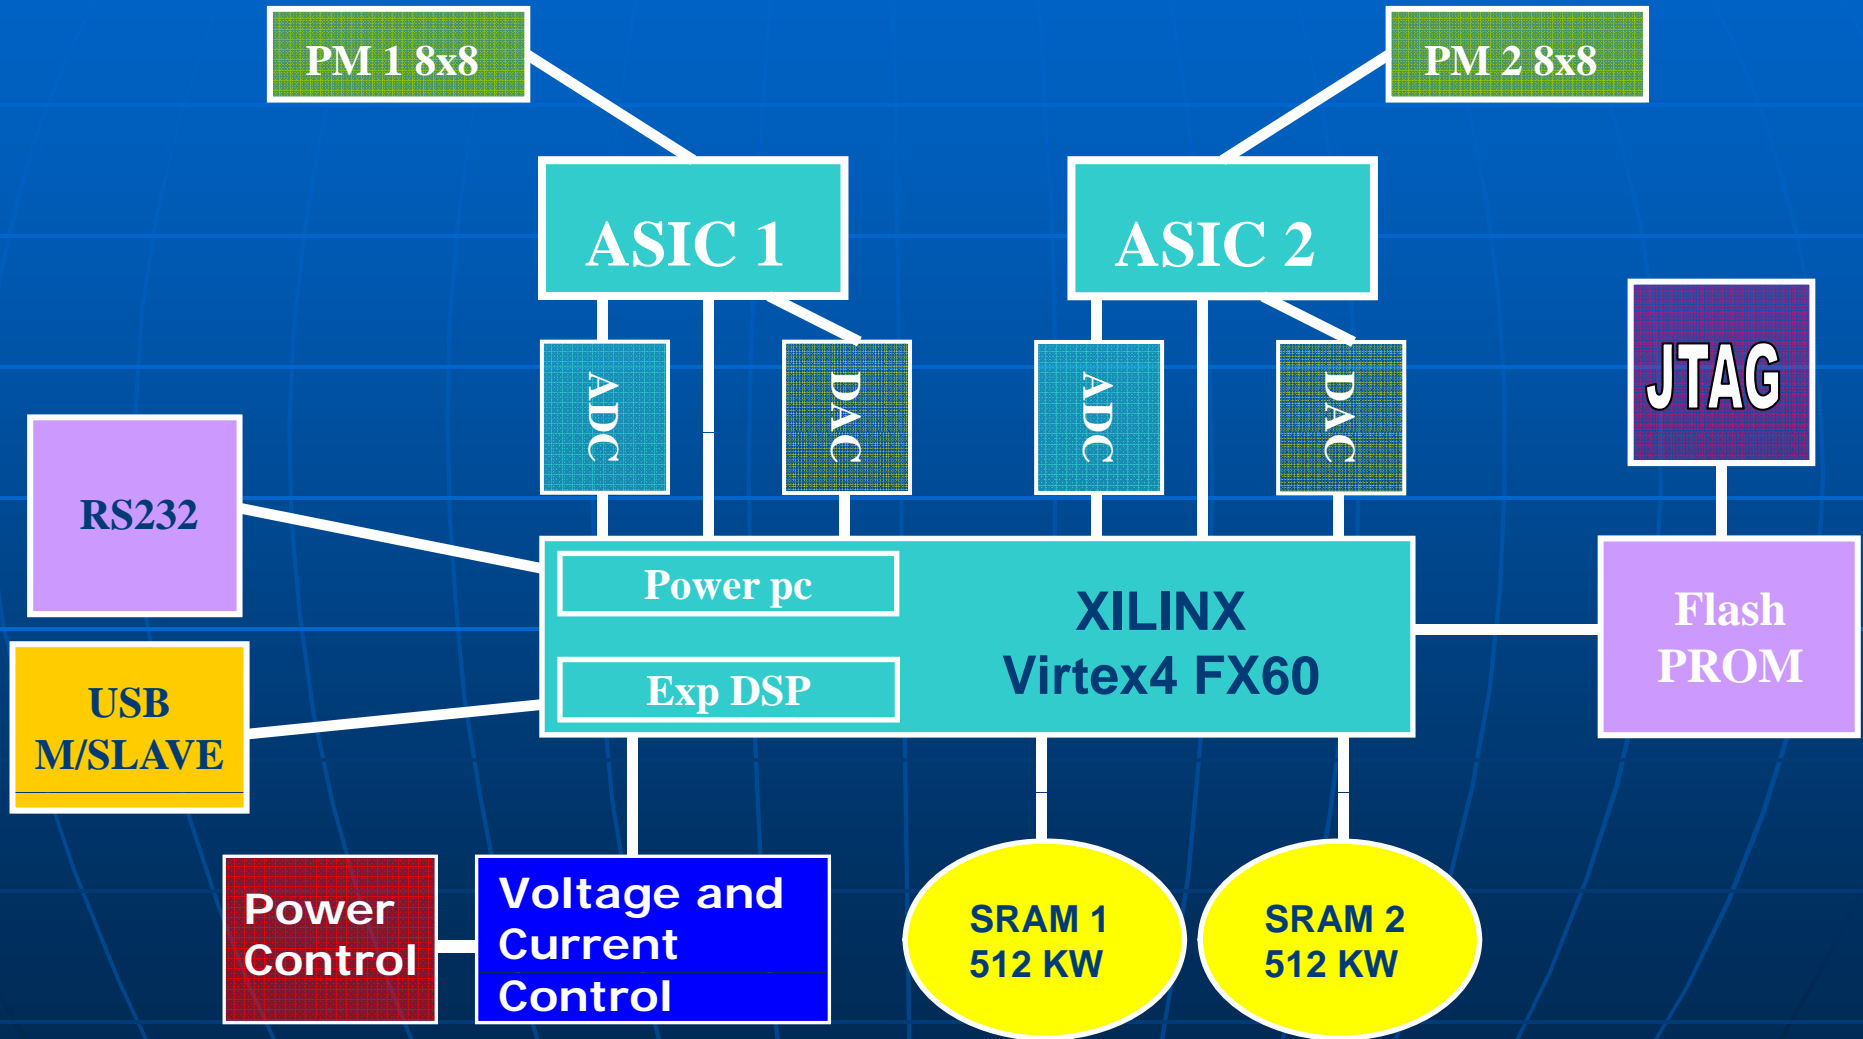 PM 1 8x8
PM 2 8x8
ASIC 1
ASIC 2
JTAG
ADC
DAC
ADC
DAC
RS232
Power pc
XILINX
Virtex4 FX60
Exp DSP
Flash
PROM
USB
M/SLAVE
Power
Control
Voltage and
Current
Control
SRAM 1
512 KW
SRAM 2
512 KW